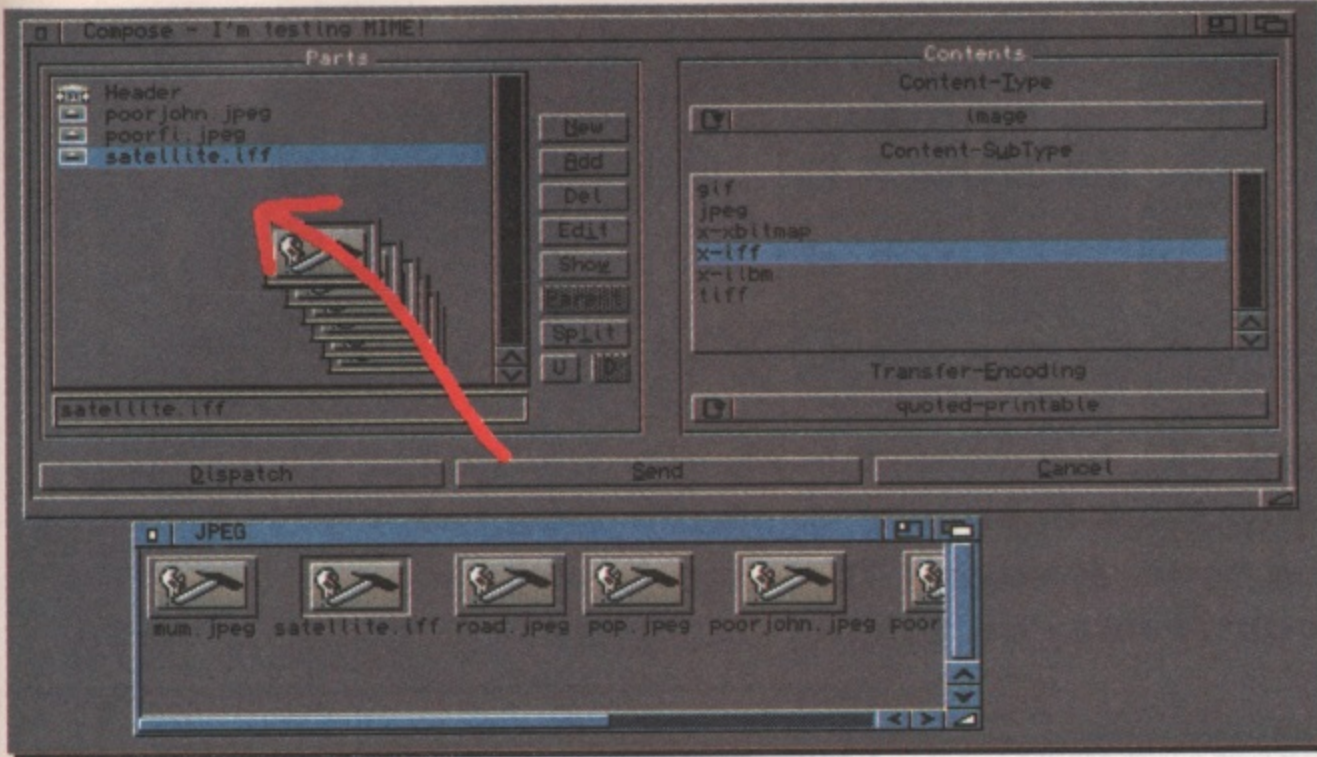 Compose - I'm testing MIME!
Parts
Header
poorjohn.jpeg
poorfi.jpeg
satellite.iff
New
Add
Del
Edit
Show
Parent
Split
U D
satellite.iff
Contents
Content-Type
image
Content-SubType
gif
jpeg
x-xbitmap
x-iff
x-ilbm
tiff
Transfer-Encoding
quoted-printable
Dispatch Send Cancel
JPEG
mum.jpeg satellite.iff road.jpeg pop.jpeg poorjohn.jpeg poor